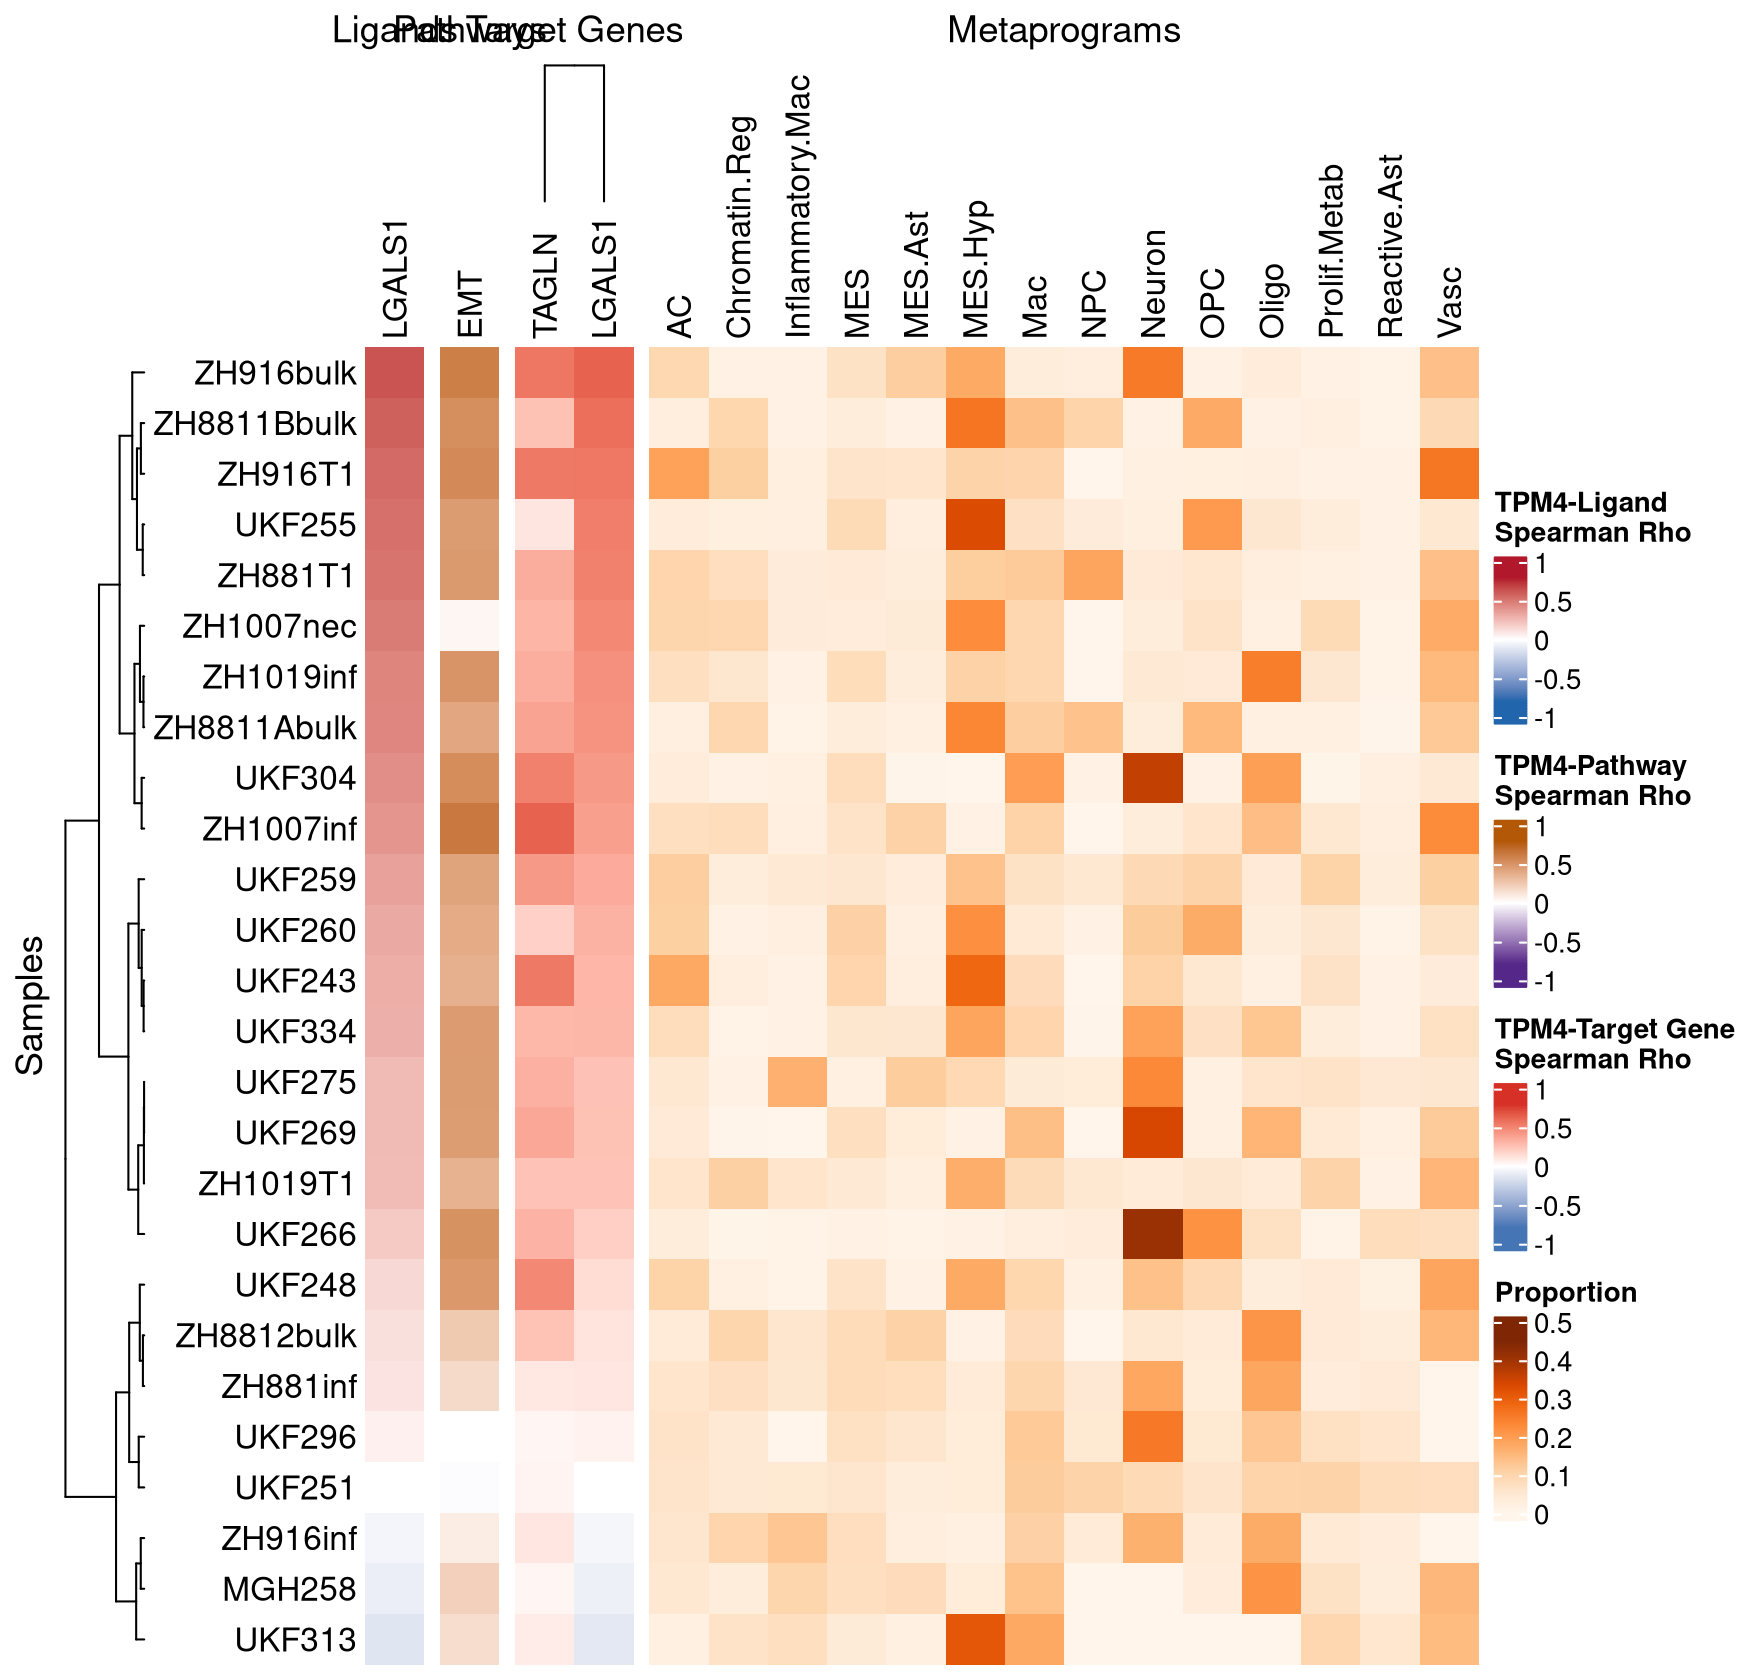 Ligands Pathways Target Genes Metaprograms
LGALS1
EMT
TAGLN
LGALS1
AC
Chromatin.Reg
Inflammatory.Mac
MES
MES.Ast
MES.Hyp
Mac
NPC
Neuron
OPC
Oligo
Prolif.Metab
Reactive.Ast
Vasc
Samples
ZH916bulk
ZH8811Bbulk
ZH916T1
UKF255
ZH881T1
ZH1007nec
ZH1019inf
ZH8811Abulk
UKF304
ZH1007inf
UKF259
UKF260
UKF243
UKF334
UKF275
UKF269
ZH1019T1
UKF266
UKF248
ZH8812bulk
ZH881inf
UKF296
UKF251
ZH916inf
MGH258
UKF313
TPM4-Ligand
Spearman Rho
1
0.5
0
-0.5
-1
TPM4-Pathway
Spearman Rho
1
0.5
0
-0.5
-1
TPM4-Target Gene
Spearman Rho
1
0.5
0
-0.5
-1
Proportion
0.5
0.4
0.3
0.2
0.1
0